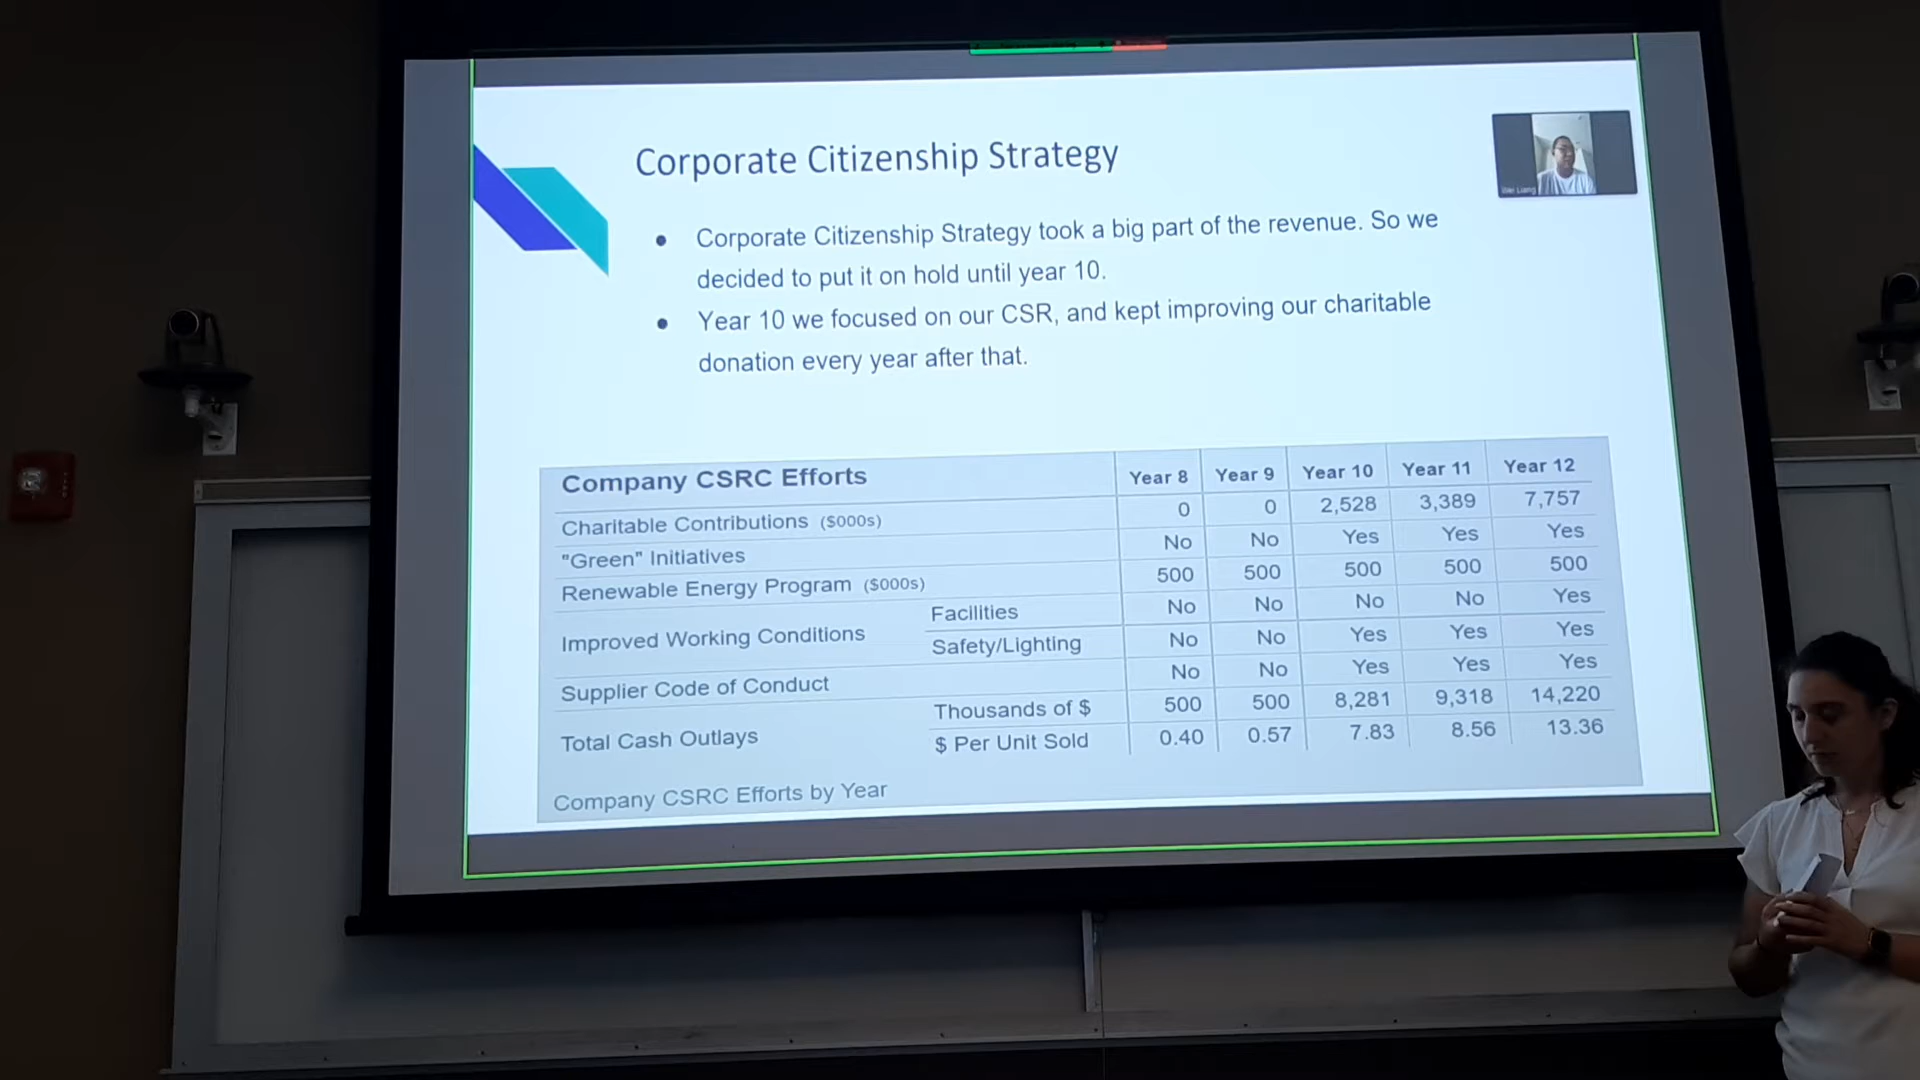 Corporate Citizenship Strategy
● Corporate Citizenship Strategy took a big part of the revenue. So we
decided to put it on hold until year 10.
● Year 10 we focused on our CSR, and kept improving our charitable
donation every year after that.
Company CSRC Efforts Year 8 Year 9 Year 10 Year 11 Year 12
Charitable Contributions ($000s) 0 0 2,528 3,389 7,757
"Green" Initiatives No No Yes Yes Yes
Renewable Energy Program ($000s) 500 500 500 500 500
Improved Working Conditions Facilities No No No No Yes
Safety/Lighting No No Yes Yes Yes
Supplier Code of Conduct No No Yes Yes Yes
Total Cash Outlays Thousands of $ 500 500 8,281 9,318 14,220
$ Per Unit Sold 0.40 0.57 7.83 8.56 13.36
Company CSRC Efforts by Year